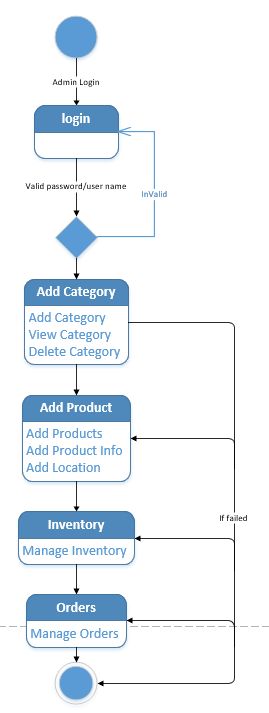 Admin Login
login
Valid password/user name
InValid
Add Category
Add Category
View Category
Delete Category
Add Product
Add Products
Add Product Info
Add Location
If failed
Inventory
Manage Inventory
Orders
Manage Orders